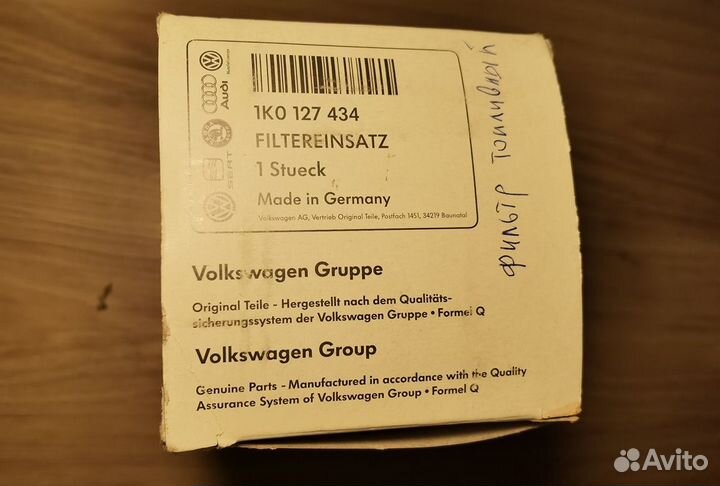 Audi
SEAT
1K0 127 434
FILTEREINSATZ
1 Stueck
Made in Germany
Volkswagen AG, Vertrieb Original Teile, Postfach 1451, 34219 Baunatal
Volkswagen Gruppe
Original Teile - Hergestellt nach dem Qualitäts-
sicherungssystem der Volkswagen Gruppe • Formel Q
Volkswagen Group
Genuine Parts - Manufactured in accordance with the Quality
Assurance System of Volkswagen Group • Formel Q
фильтр топливный
Avito